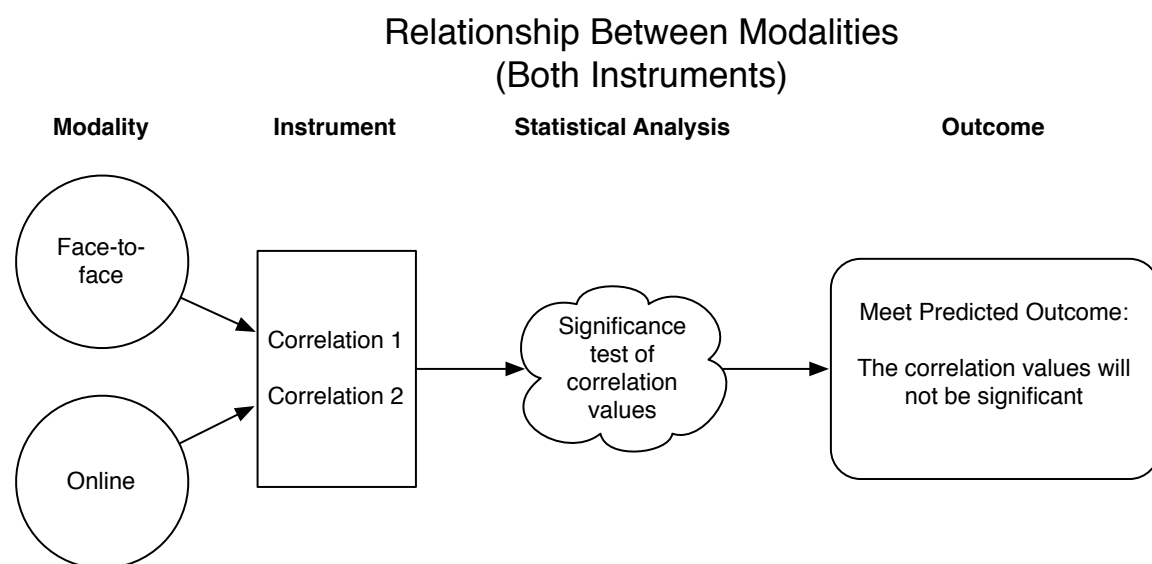 Relationship Between Modalities
(Both Instruments)
Modality
Instrument
Statistical Analysis
Outcome
Face-to-
face
Online
Correlation 1
Correlation 2
Significance
test of
correlation
values
Meet Predicted Outcome:
The correlation values will
not be significant